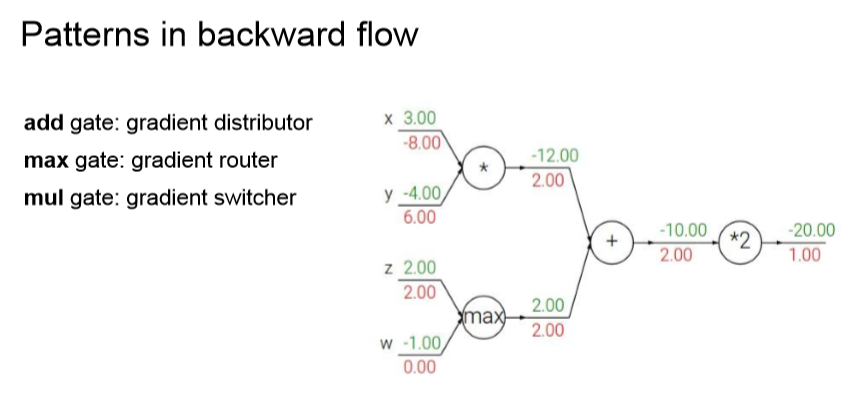 Patterns in backward flow
add gate: gradient distributor
max gate: gradient router
mul gate: gradient switcher
x 3.00
-8.00
*
y -4.00
6.00
-12.00
2.00
z 2.00
2.00
max
w -1.00
0.00
2.00
2.00
+
-10.00
2.00
*2
-20.00
1.00